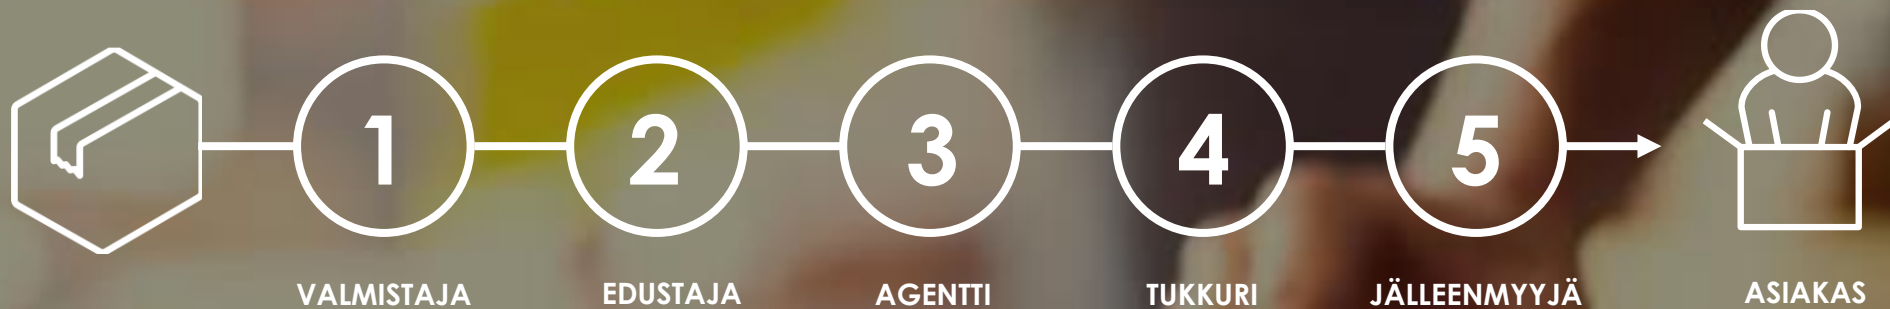 1 2 3 4 5
VALMISTAJA EDUSTAJA AGENTTI TUKKURI JÄLLEENMYYJÄ ASIAKAS